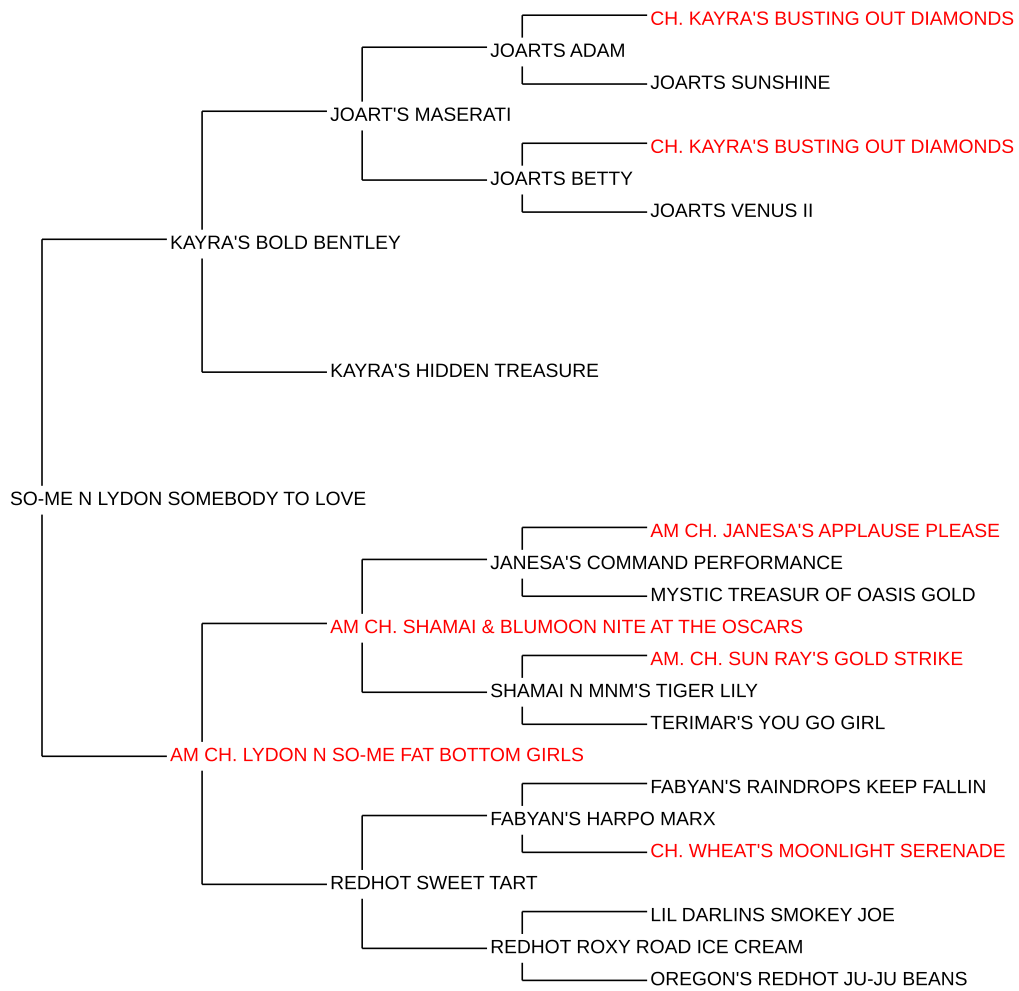 CH. KAYRA'S BUSTING OUT DIAMONDS
JOARTS ADAM
JOARTS SUNSHINE
JOART'S MASERATI
CH. KAYRA'S BUSTING OUT DIAMONDS
JOARTS BETTY
JOARTS VENUS II
KAYRA'S BOLD BENTLEY
KAYRA'S HIDDEN TREASURE
SO-ME N LYDON SOMEBODY TO LOVE
AM CH. JANESA'S APPLAUSE PLEASE
JANESA'S COMMAND PERFORMANCE
MYSTIC TREASUR OF OASIS GOLD
AM CH. SHAMAI & BLUMOON NITE AT THE OSCARS
AM. CH. SUN RAY'S GOLD STRIKE
SHAMAI N MNM'S TIGER LILY
TERIMAR'S YOU GO GIRL
AM CH. LYDON N SO-ME FAT BOTTOM GIRLS
FABYAN'S RAINDROPS KEEP FALLIN
FABYAN'S HARPO MARX
CH. WHEAT'S MOONLIGHT SERENADE
REDHOT SWEET TART
LIL DARLINS SMOKEY JOE
REDHOT ROXY ROAD ICE CREAM
OREGON'S REDHOT JU-JU BEANS